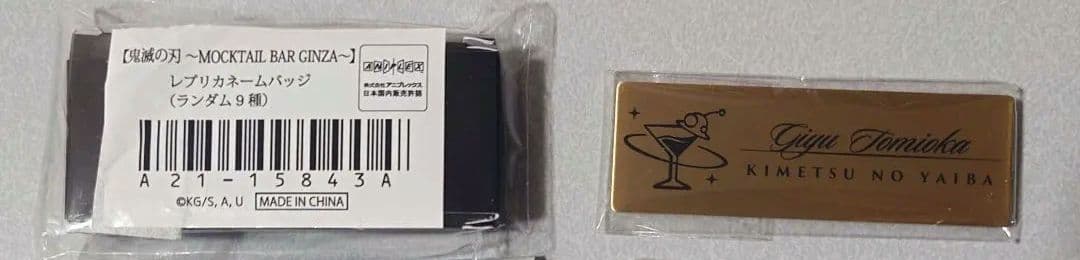 【鬼滅の刃 ～MOCKTAIL BAR GINZA～】
レプリカネームバッジ
（ランダム9種）
ANIPLEX
株式会社アニプレックス
日本国内販売許諾
A21-15843A
©KG/S, A, U MADE IN CHINA
Giyu Tomioka
KIMETSU NO YAIBA